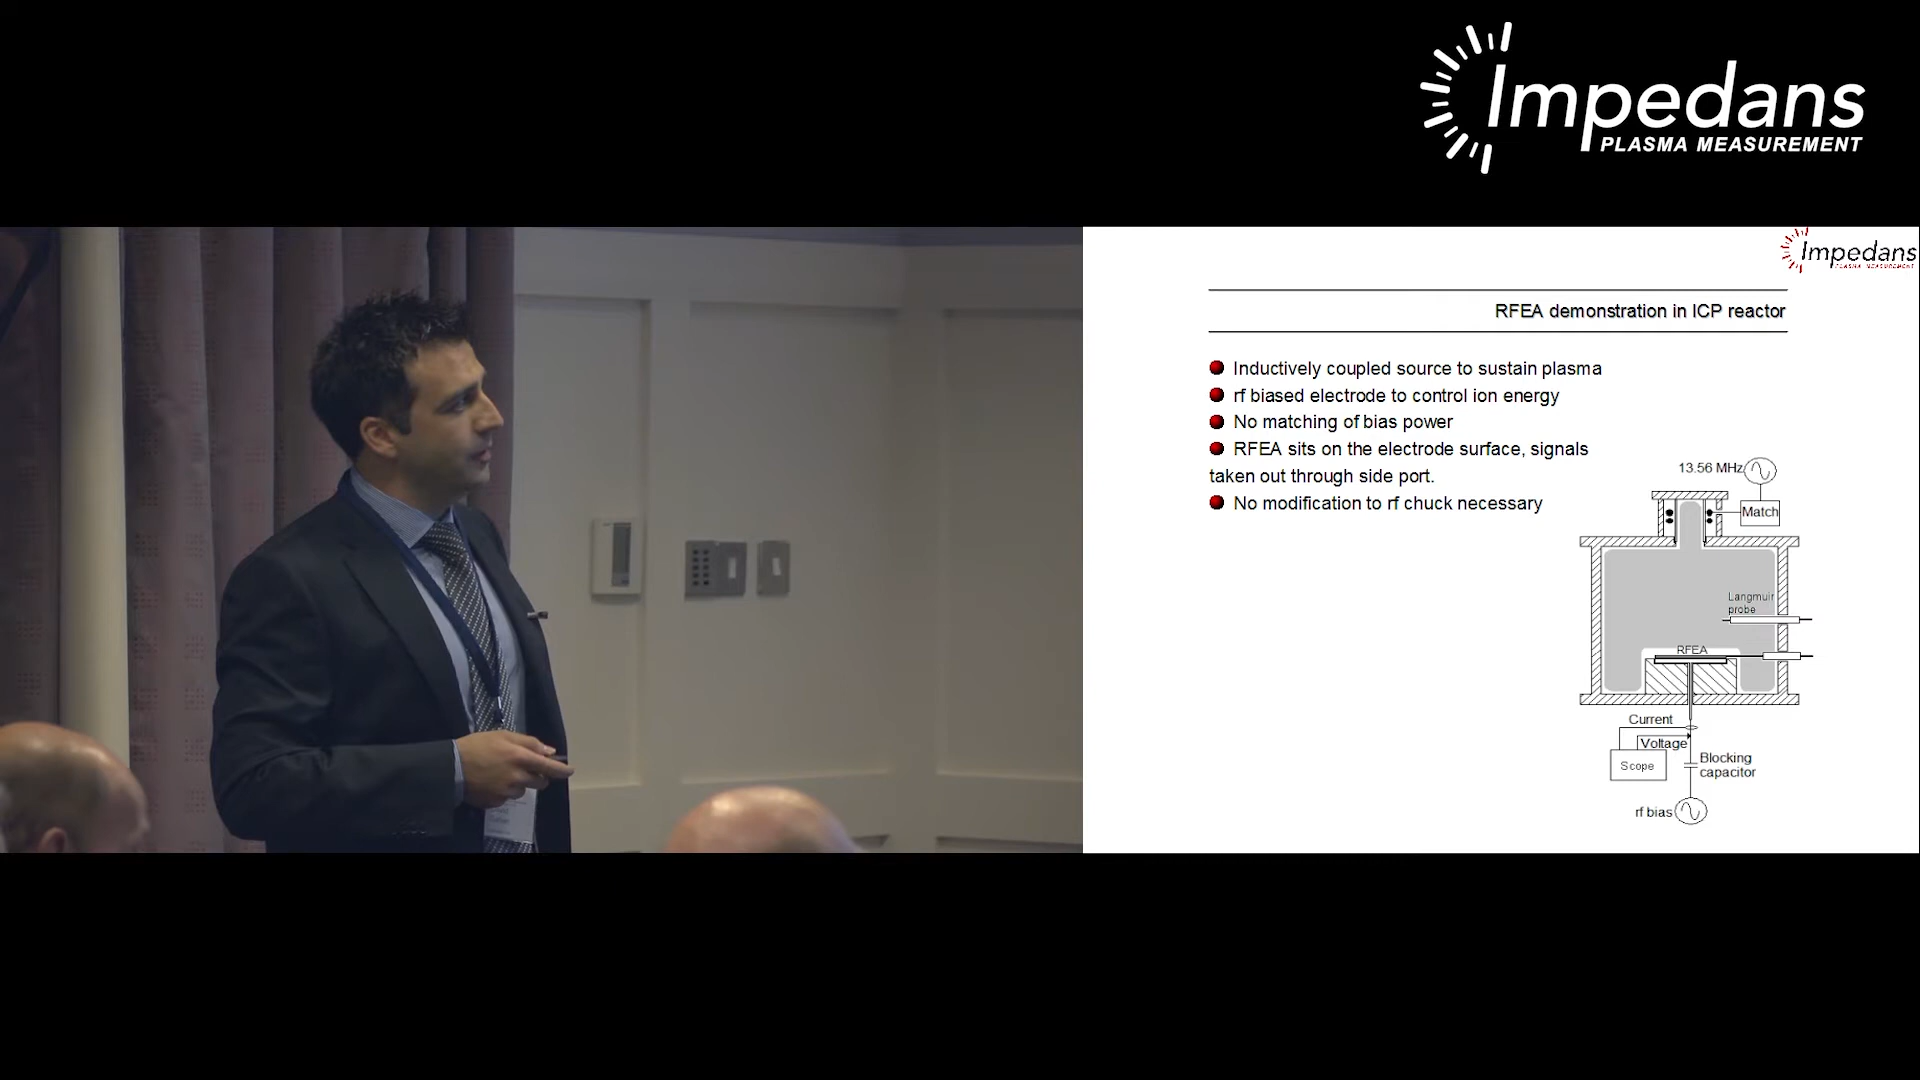 Impedans
PLASMA MEASUREMENT
Impedans
PLASMA MEASUREMENT
RFEA demonstration in ICP reactor
Inductively coupled source to sustain plasma
rf biased electrode to control ion energy
No matching of bias power
RFEA sits on the electrode surface, signals
taken out through side port.
No modification to rf chuck necessary
13.56 MHz
Match
Langmuir
probe
RFEA
Current
Voltage
Scope
Blocking
capacitor
rf bias